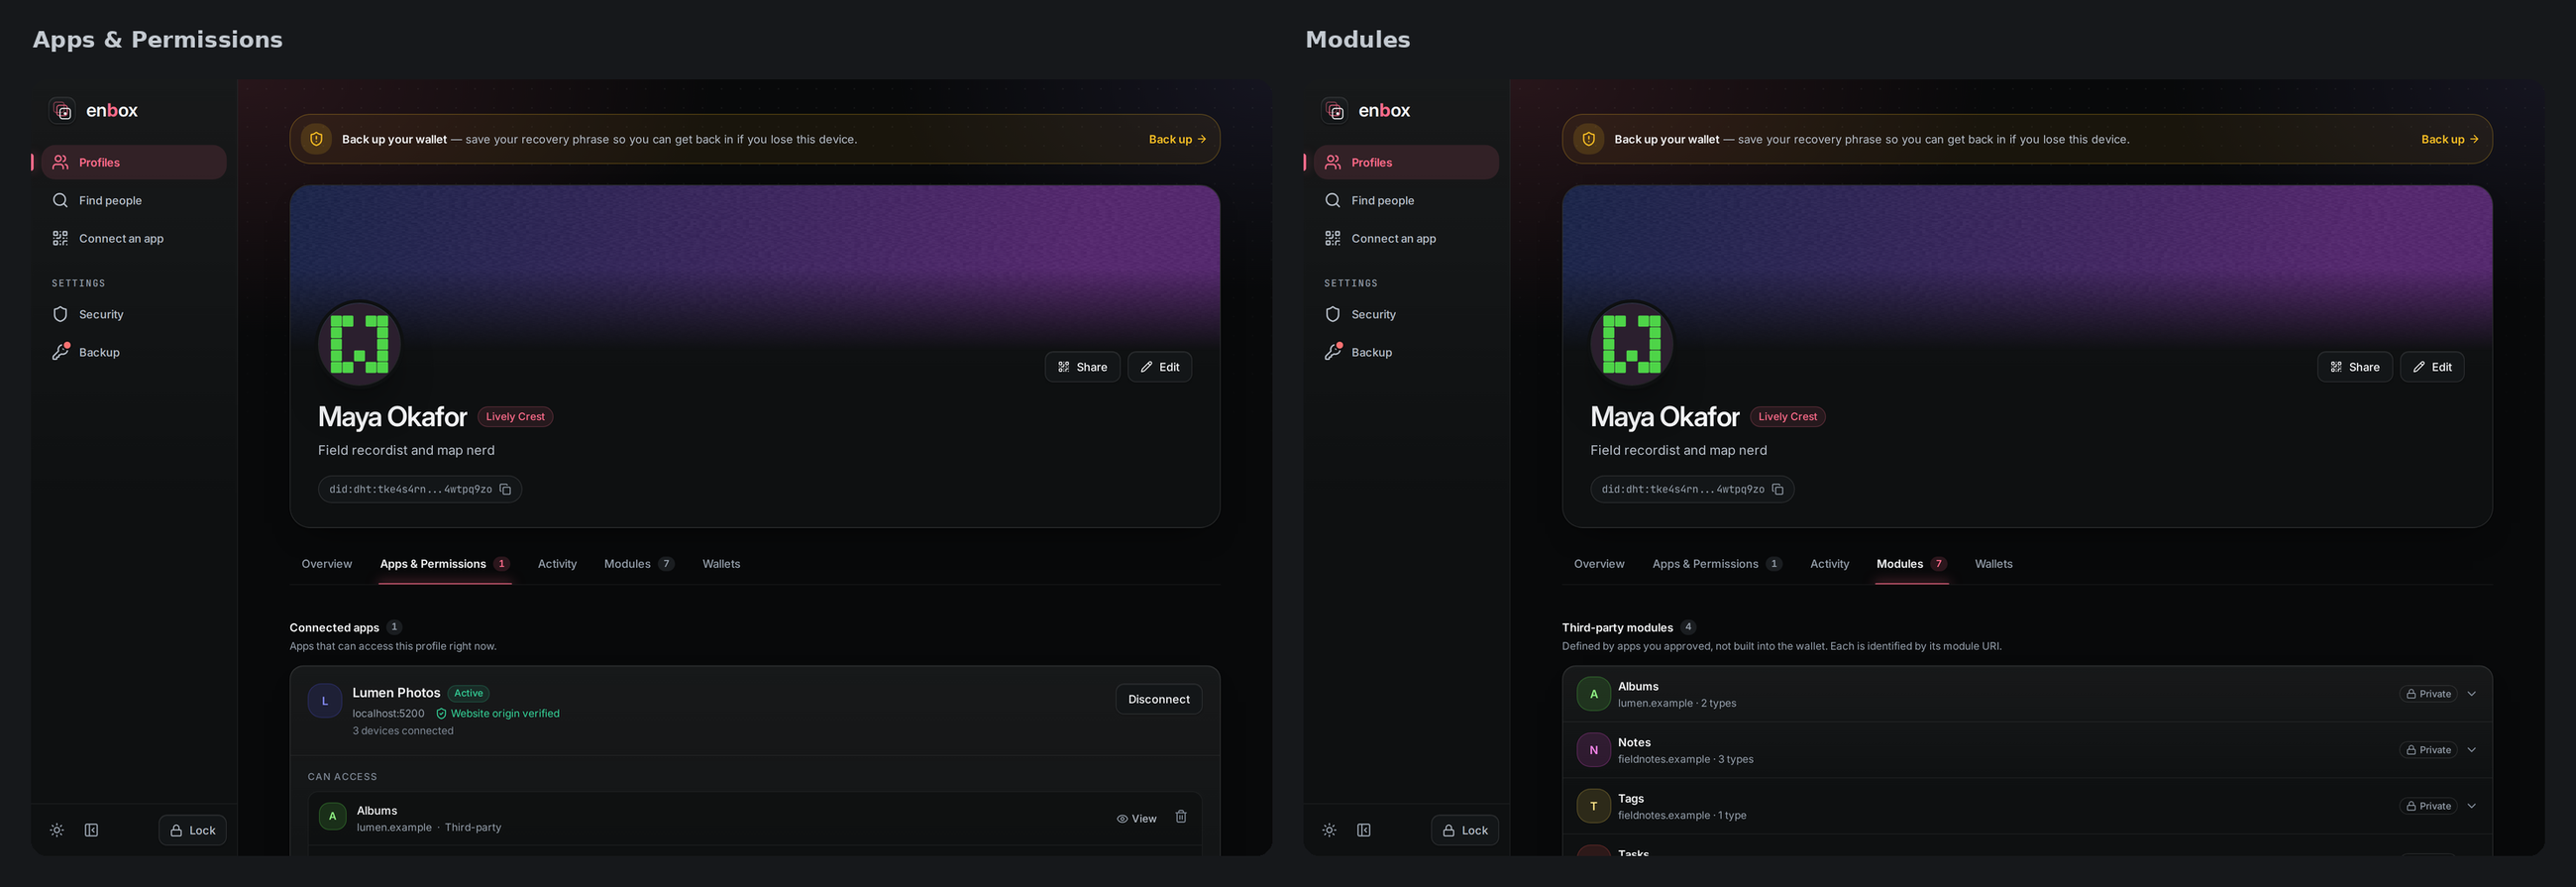 Apps & Permissions
enbox
Profiles
Find people
Connect an app
SETTINGS
Security
Backup
Lock
Back up your wallet — save your recovery phrase so you can get back in if you lose this device.
Back up →
Share
Edit
Maya Okafor
Lively Crest
Field recordist and map nerd
did:dht:tke4s4rn...4wtpq9zo
Overview
Apps & Permissions 1
Activity
Modules 7
Wallets
Connected apps 1
Apps that can access this profile right now.
L
Lumen Photos
Active
Disconnect
localhost:5200
Website origin verified
3 devices connected
CAN ACCESS
A
Albums
lumen.example · Third-party
View
Modules
enbox
Profiles
Find people
Connect an app
SETTINGS
Security
Backup
Lock
Back up your wallet — save your recovery phrase so you can get back in if you lose this device.
Back up →
Share
Edit
Maya Okafor
Lively Crest
Field recordist and map nerd
did:dht:tke4s4rn...4wtpq9zo
Overview
Apps & Permissions 1
Activity
Modules 7
Wallets
Third-party modules 4
Defined by apps you approved, not built into the wallet. Each is identified by its module URI.
A
Albums
lumen.example · 2 types
Private
N
Notes
fieldnotes.example · 3 types
Private
T
Tags
fieldnotes.example · 1 type
Private
Tasks